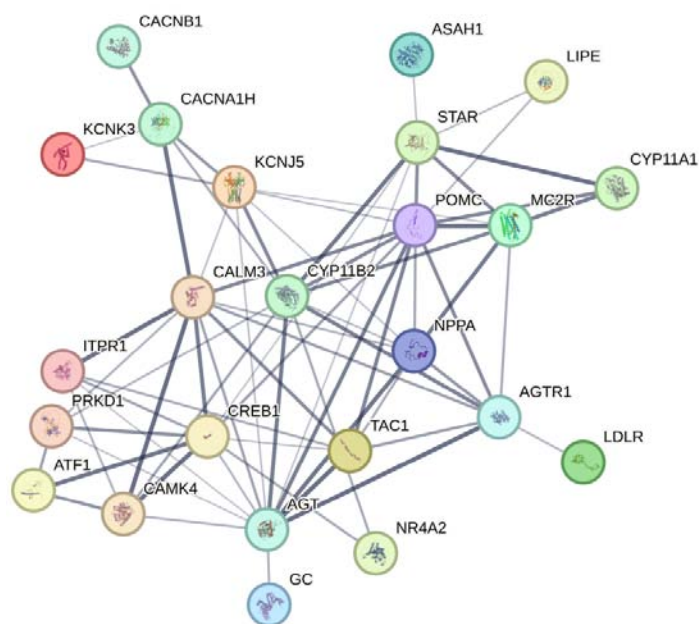 CACNB1
ASAH1
LIPE
CACNA1H
STAR
KCNK3
KCNJ5
CYP11A1
POMC
MC2R
CALM3
CYP11B2
NPPA
ITPR1
AGTR1
PRKD1
CREB1
TAC1
LDLR
ATF1
CAMK4
AGT
NR4A2
GC